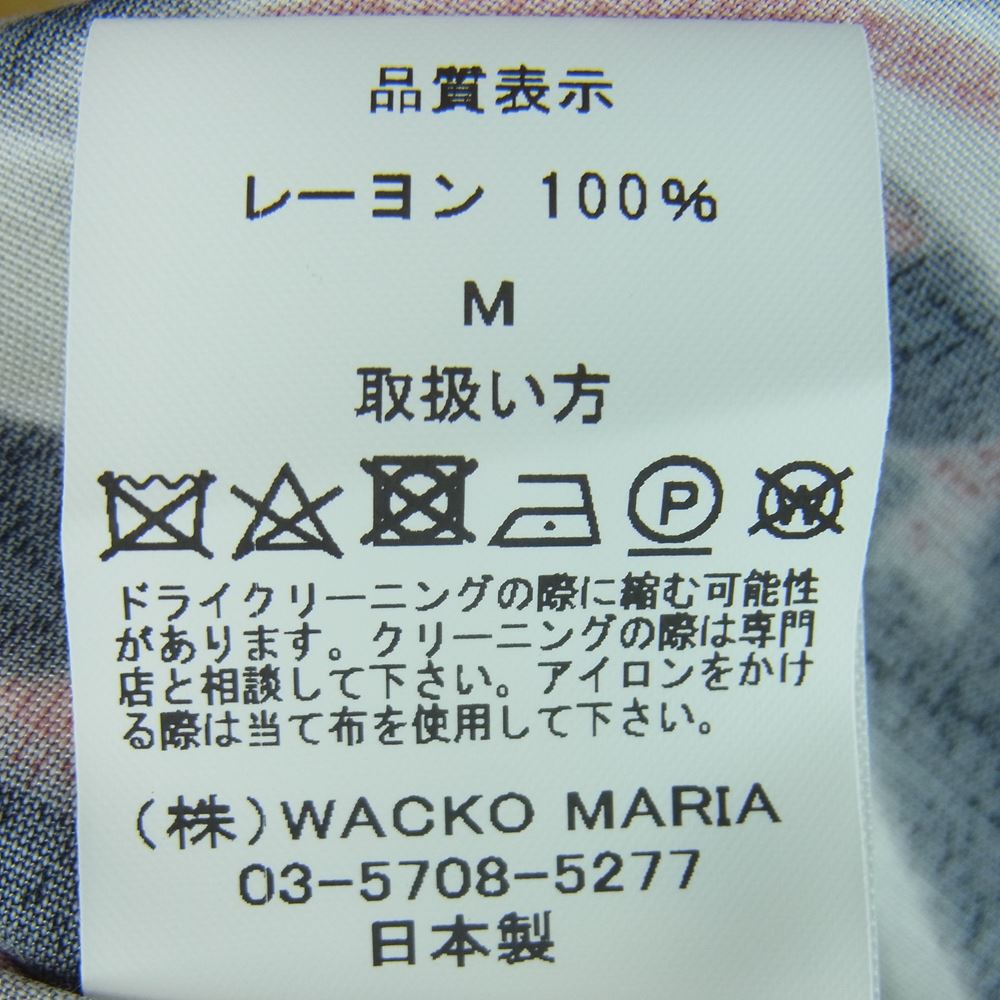 品質表示
レーヨン 100%
M
取扱い方
P W
ドライクリーニングの際に縮む可能性
があります。クリーニングの際は専門
店と相談して下さい。アイロンをかけ
る際は当て布を使用して下さい。
(株)WACKO MARIA
03-5708-5277
日本製